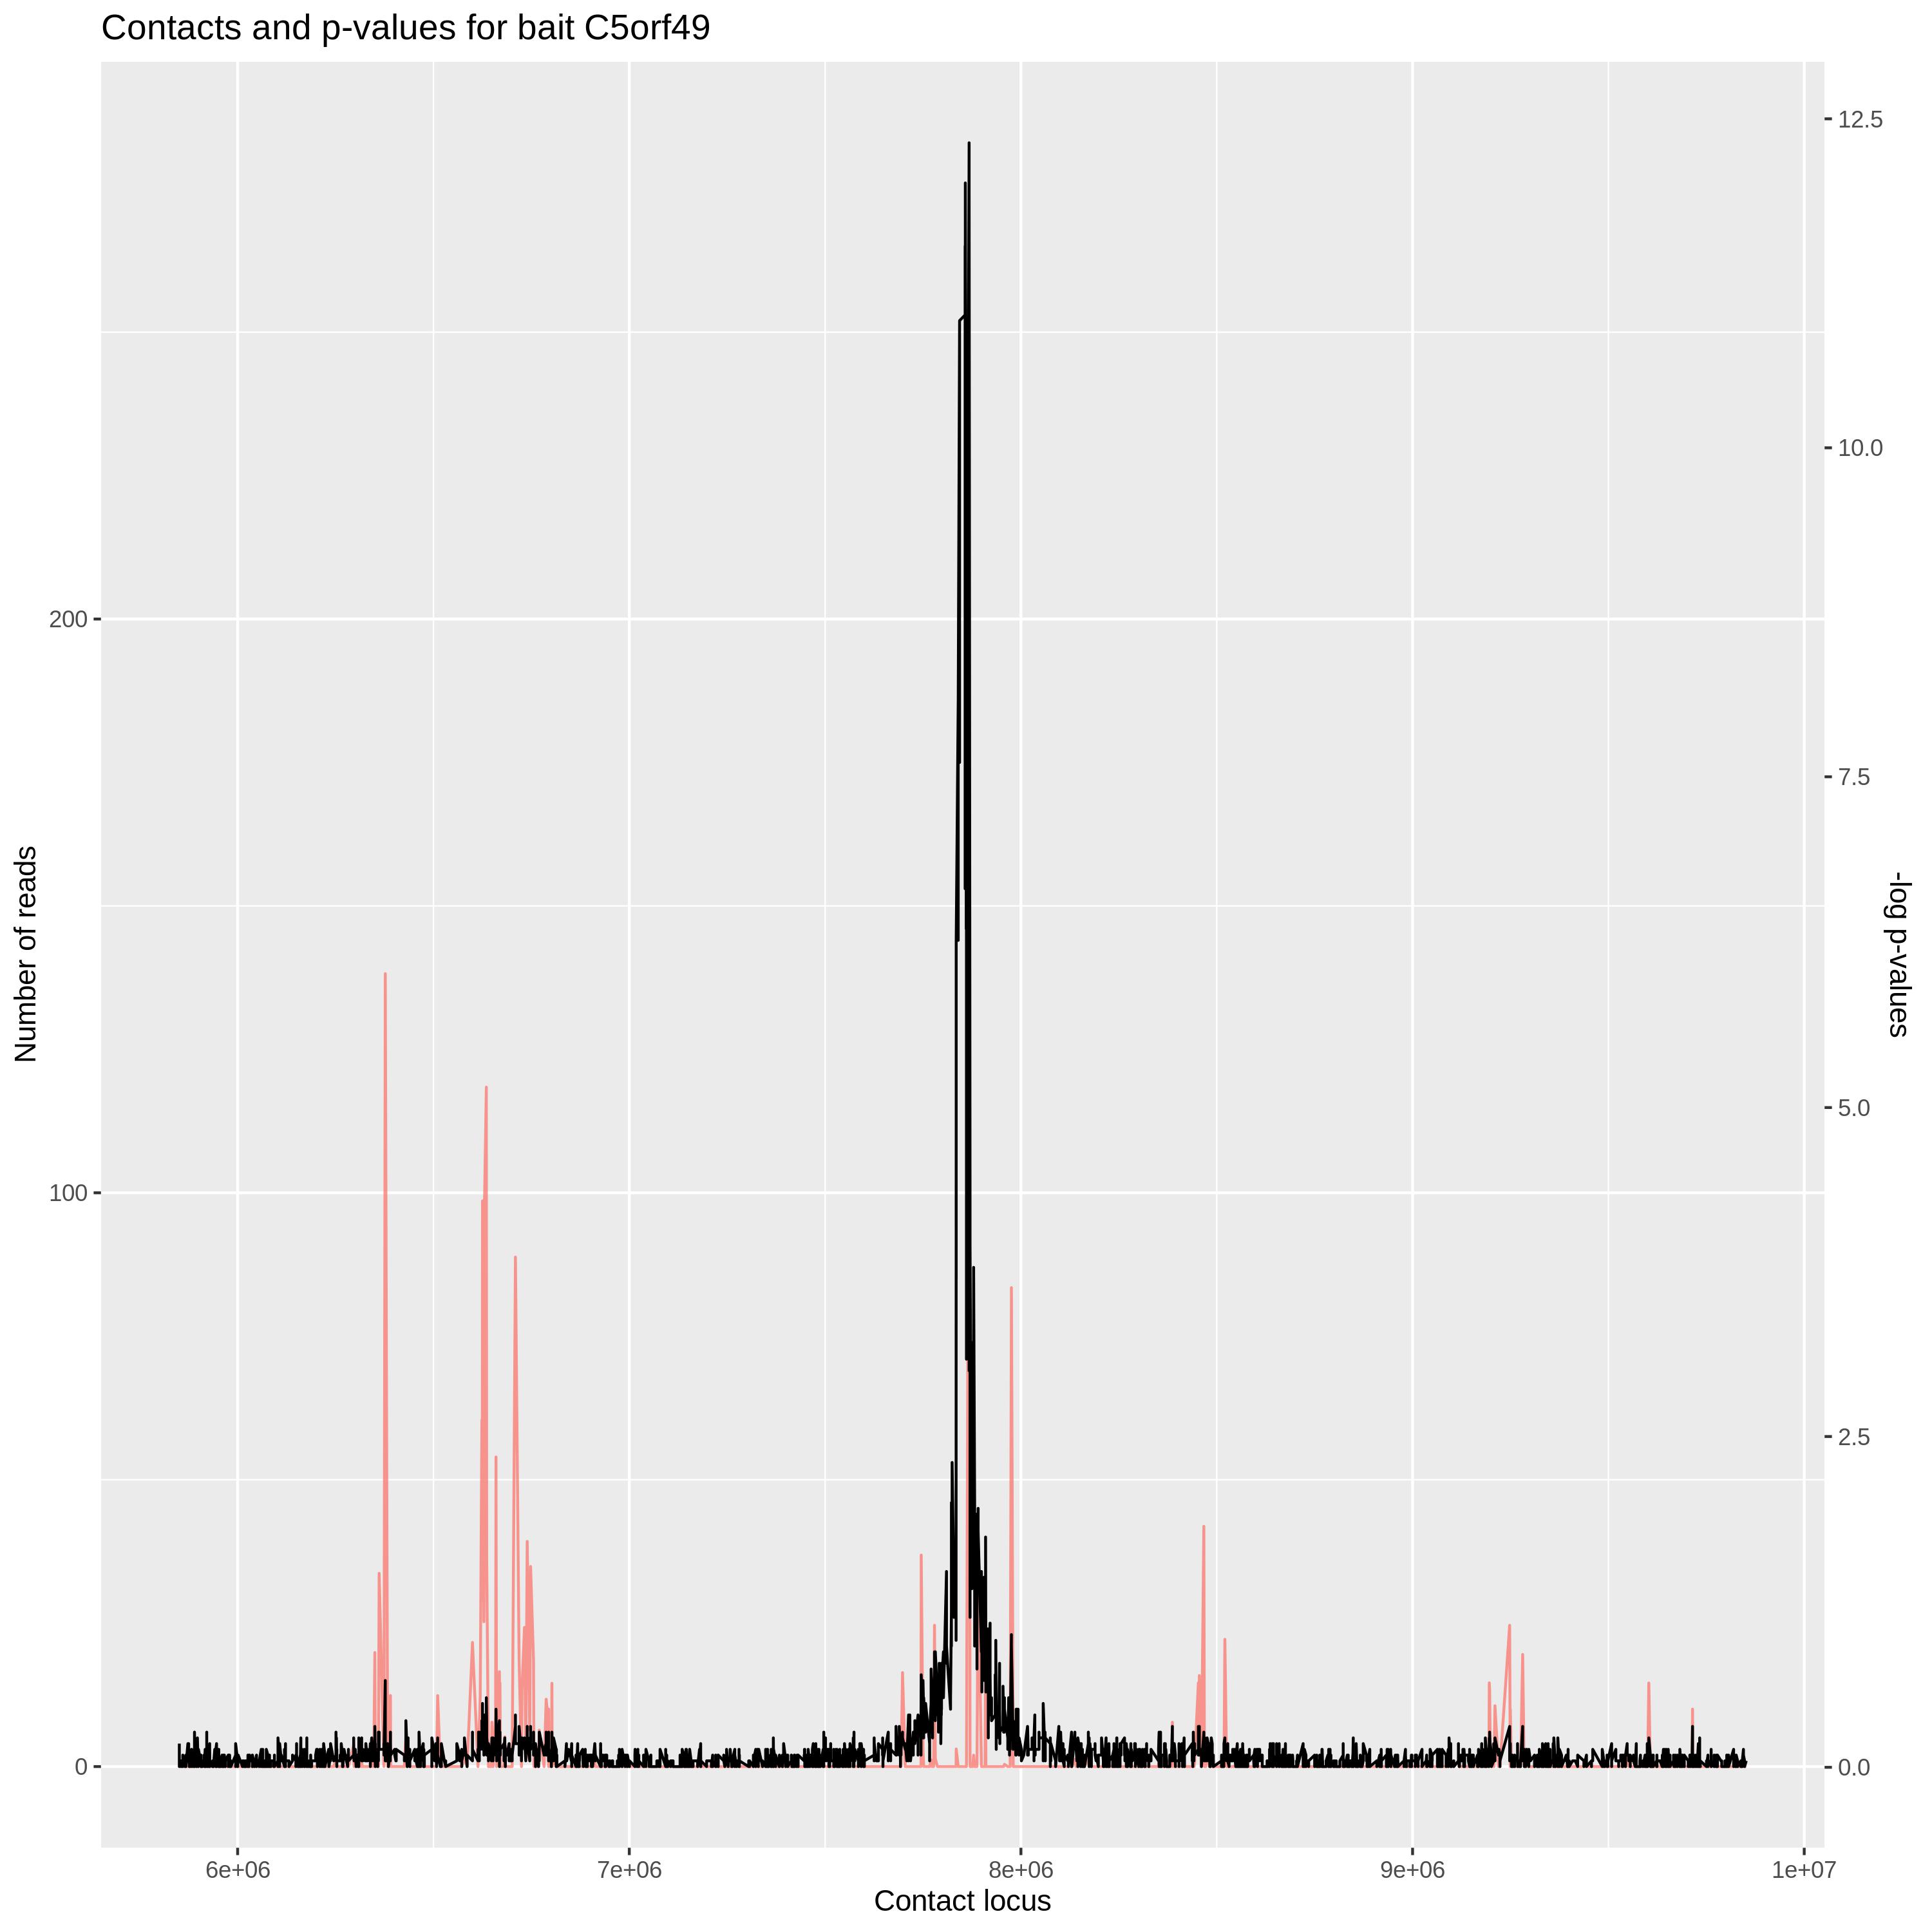 Contacts and p-values for bait C5orf49
12.5
10.0
200
7.5
Number of reads
-log p-values
5.0
100
2.5
0
0.0
6e+06
7e+06
8e+06
9e+06
1e+07
Contact locus